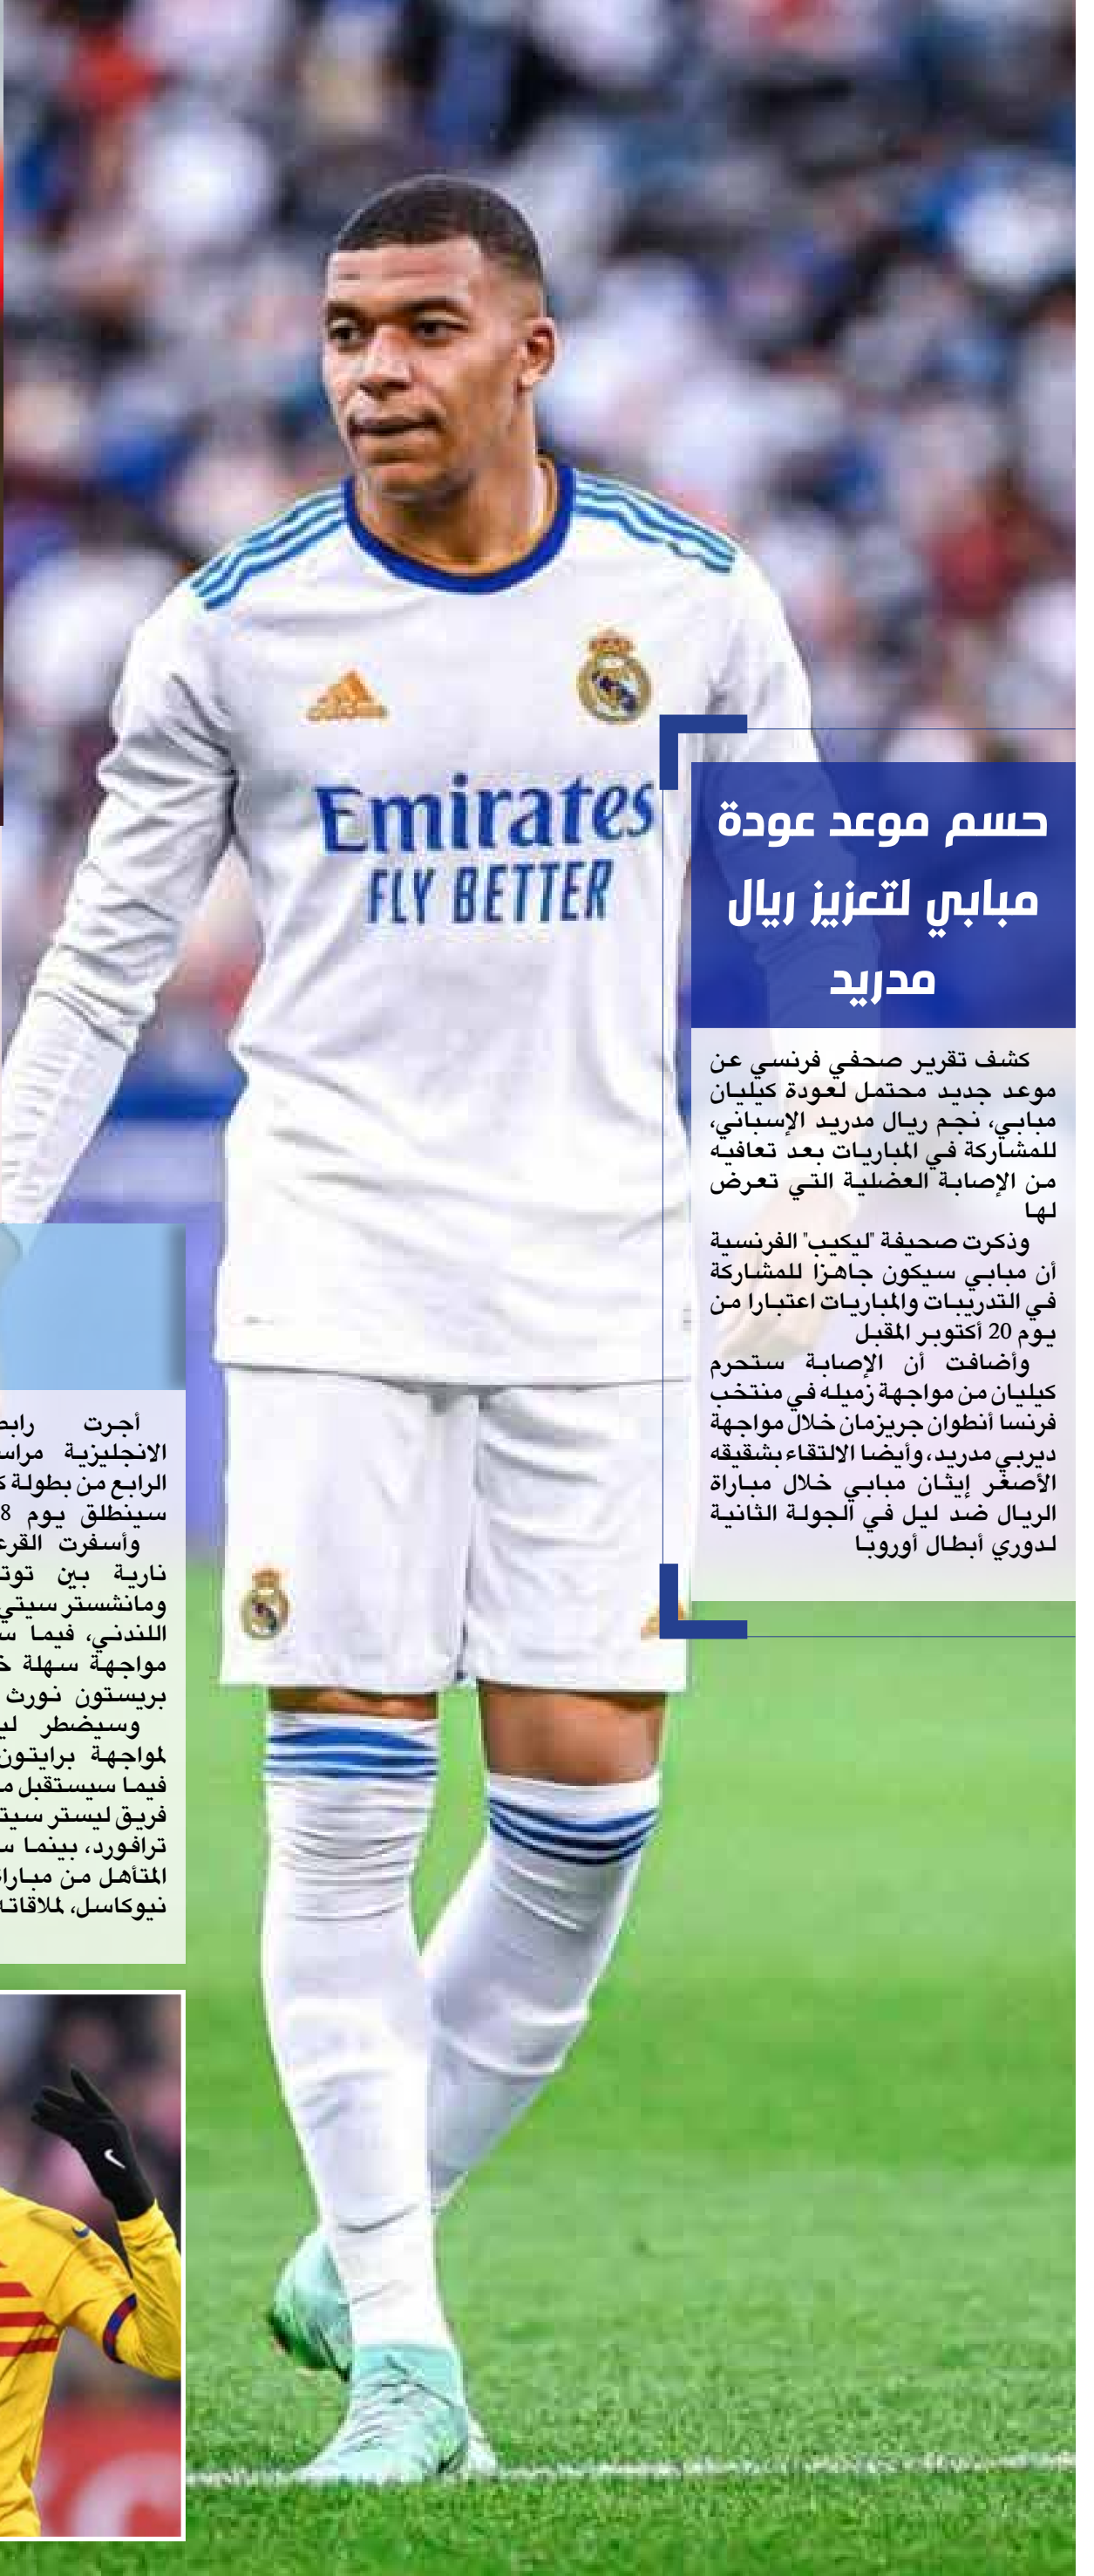 Emirates
FLY BETTER
حسم موعد عودة
مبابي لتعزيز ريال
مدريد
كشف تقرير صحفي فرنسي عن
موعد جديد محتمل لعودة كيليان
مبابي، نجم ريال مدريد الإسباني،
للمشاركة في المباريات بعد تعافيه
من الإصابة العضلية التي تعرض
لها
وذكرت صحيفة "ليكيب" الفرنسية
أن مبابي سيكون جاهزا للمشاركة
في التدريبات والمباريات اعتبارا من
يوم 20 أكتوبر المقبل
وأضافت أن الإصابة ستحرم
كيليان من مواجهة زميله في منتخب
فرنسا أنطوان جريزمان خلال مواجهة
ديربي مدريد، وأيضا الالتقاء بشقيقه
الأصغر إيثان مبابي خلال مباراة
الريال ضد ليل في الجولة الثانية
لدوري أبطال أوروبا
أجرت
الانجليزية
الرابع من بطولة
سينطلق يوم
وأسفرت
نارية بين
ومانشستر سيتي
اللندني، فيما
مواجهة سهلة
بريستون نورث
وسيضطر
لمواجهة برايتون
فيما سيستقبل
فريق ليستر
ترافورد، بينما
المتأهل من
نيوكاسل،